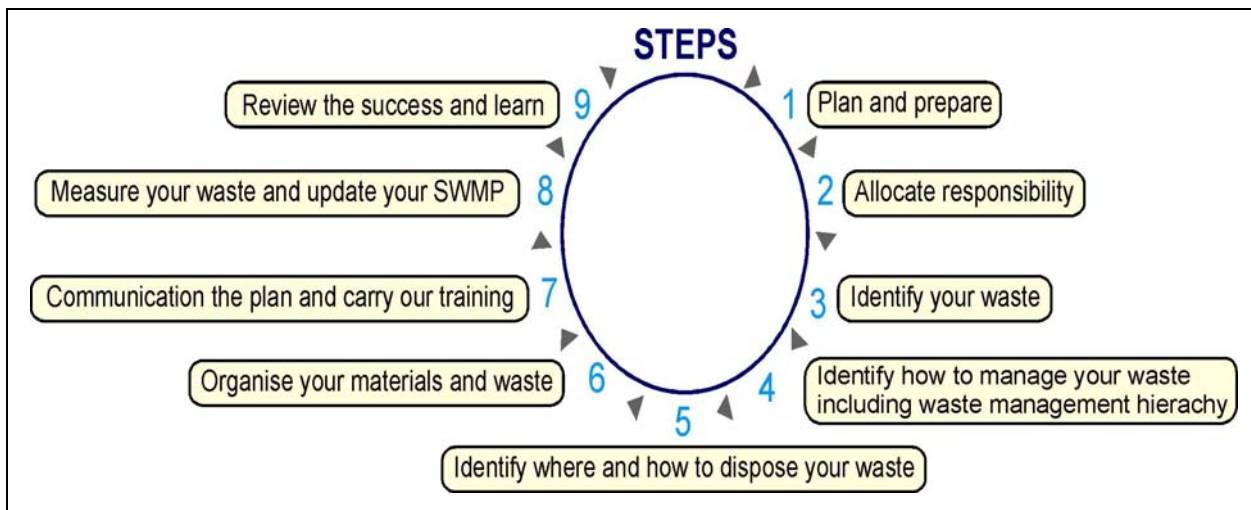 STEPS
1 Plan and prepare
2 Allocate responsibility
3 Identify your waste
4 Identify how to manage your waste
including waste management hierachy
5
Identify where and how to dispose your waste
6 Organise your materials and waste
7 Communication the plan and carry our training
8 Measure your waste and update your SWMP
9 Review the success and learn